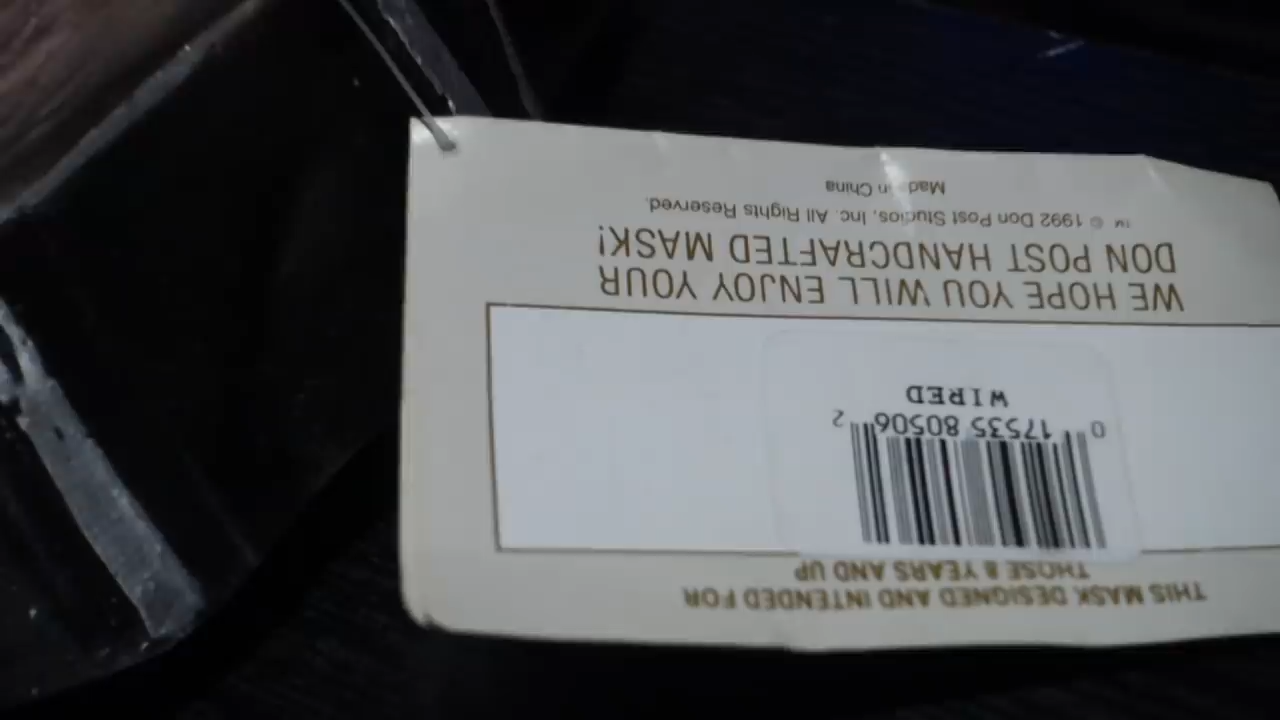 THIS MASK DESIGNED AND INTENDED FOR
THOSE 8 YEARS AND UP
0 17535 80506 2
WIRED
WE HOPE YOU WILL ENJOY YOUR
DON POST HANDCRAFTED MASK!
™ © 1992 Don Post Studios, Inc. All Rights Reserved.
Made in China